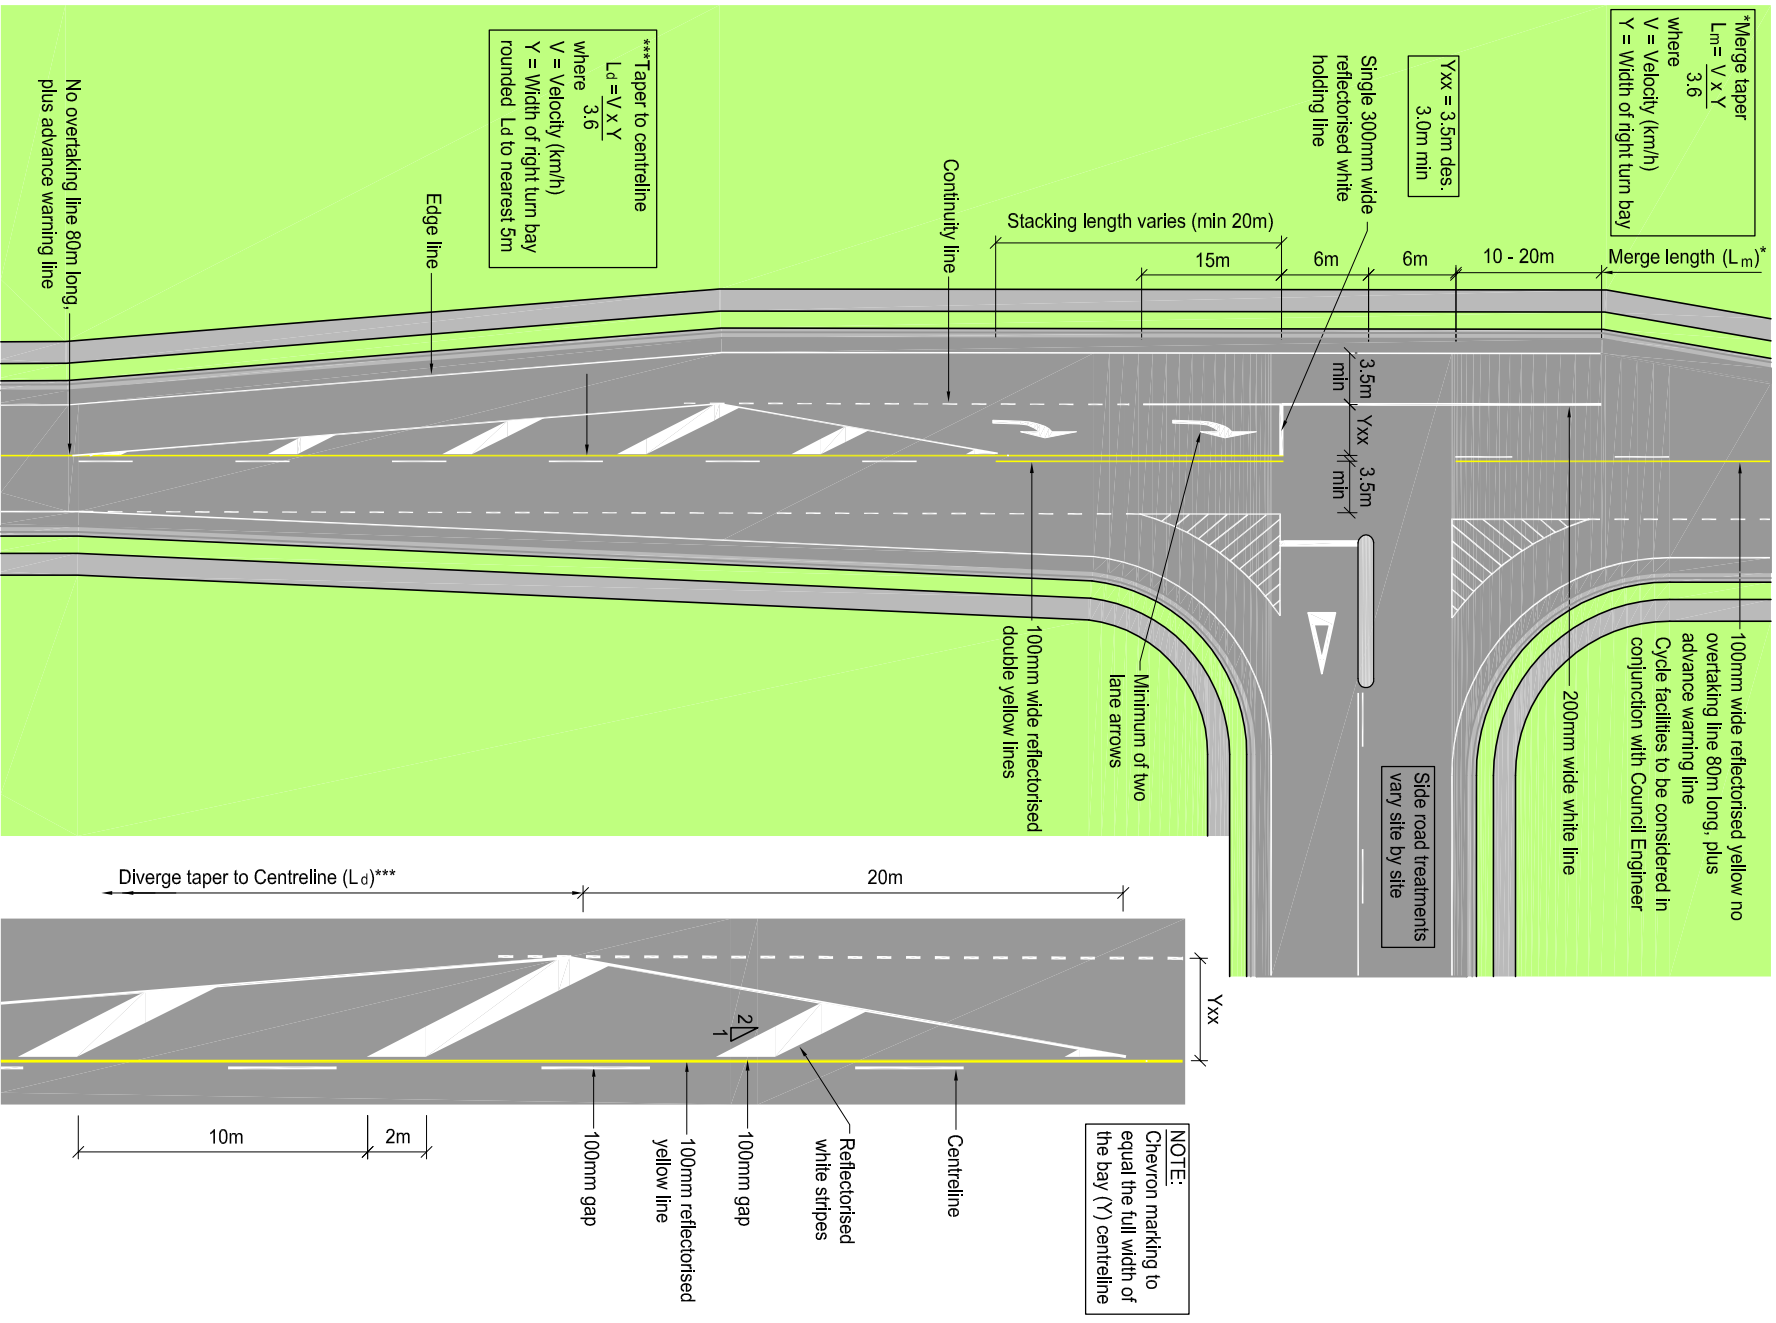 *Merge taper
Lm= V x Y
3.6
where
V = Velocity (km/h)
Y = Width of right turn bay
Yxx = 3.5m des.
3.0m min
Single 300mm wide
reflectorised white
holding line
Stacking length varies (min 20m)
15m
6m
6m
10 - 20m
Merge length (Lm)*
Continuity line
***Taper to centreline
Ld =V x Y
3.6
where
V = Velocity (km/h)
Y = Width of right turn bay
rounded Ld to nearest 5m
Edge line
No overtaking line 80m long,
plus advance warning line
3.5m
min
Yxx
3.5m
min
100mm wide reflectorised yellow no
overtaking line 80m long, plus
advance warning line
Cycle facilities to be considered in
conjunction with Council Engineer
200mm wide white line
Side road treatments
vary site by site
Minimum of two
lane arrows
100mm wide reflectorised
double yellow lines
Diverge taper to Centreline (Ld)***
20m
Yxx
2
1
10m
2m
NOTE:
Chevron marking to
equal the full width of
the bay (Y) centreline
Centreline
Reflectorised
white stripes
100mm gap
100mm reflectorised
yellow line
100mm gap